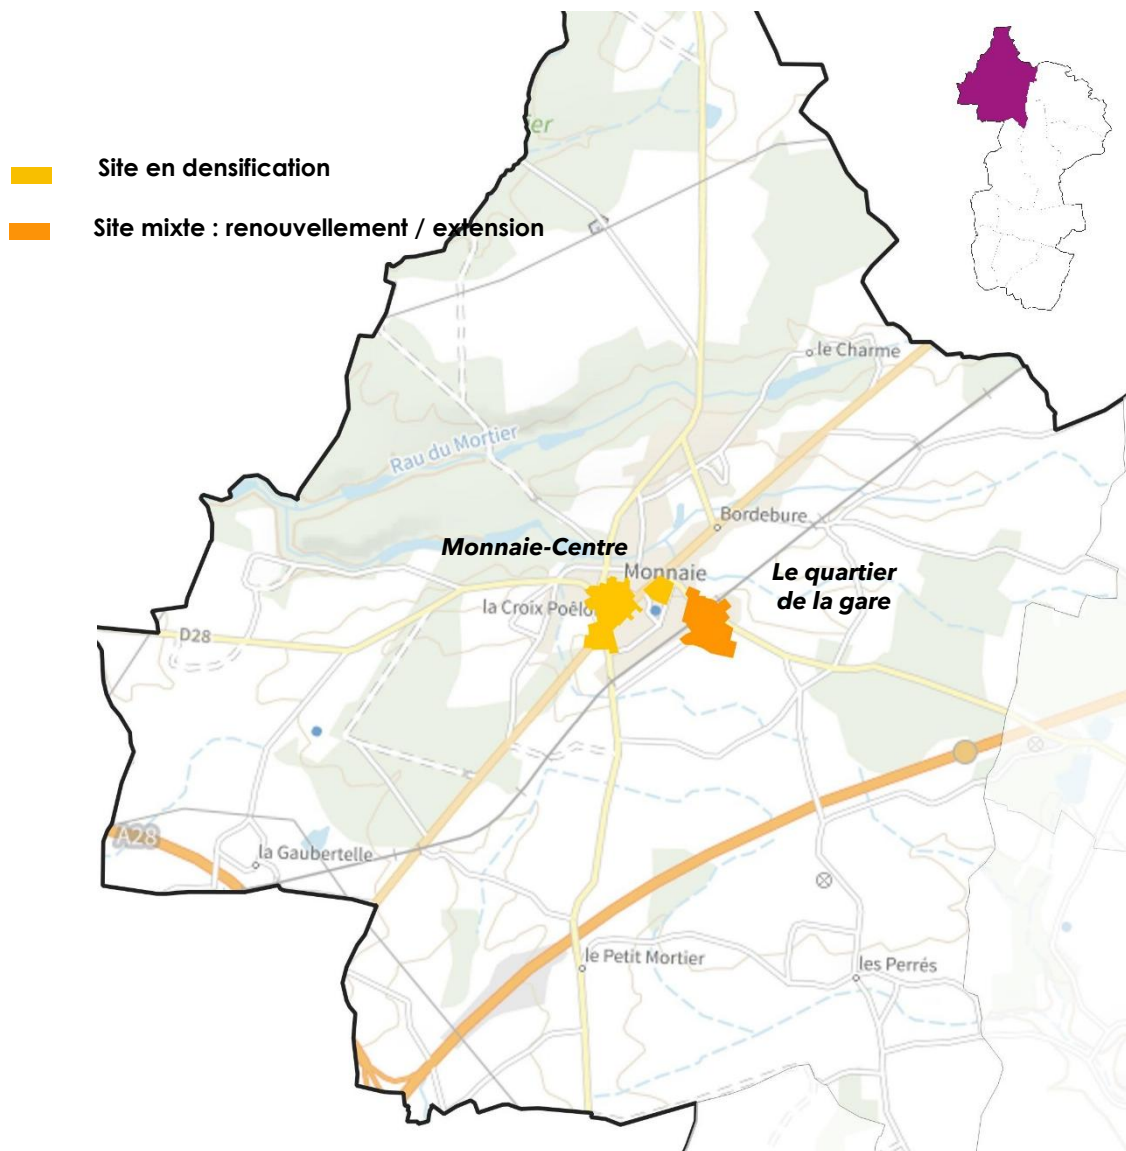 ier
Site en densification
Site mixte : renouvellement / extension
le Charme
Rau du Mortier
Bordebure
Monnaie-Centre
Monnaie
Le quartier
de la gare
la Croix Poêlo
D28
A28
la Gaubertelle
le Petit Mortier
les Perrés